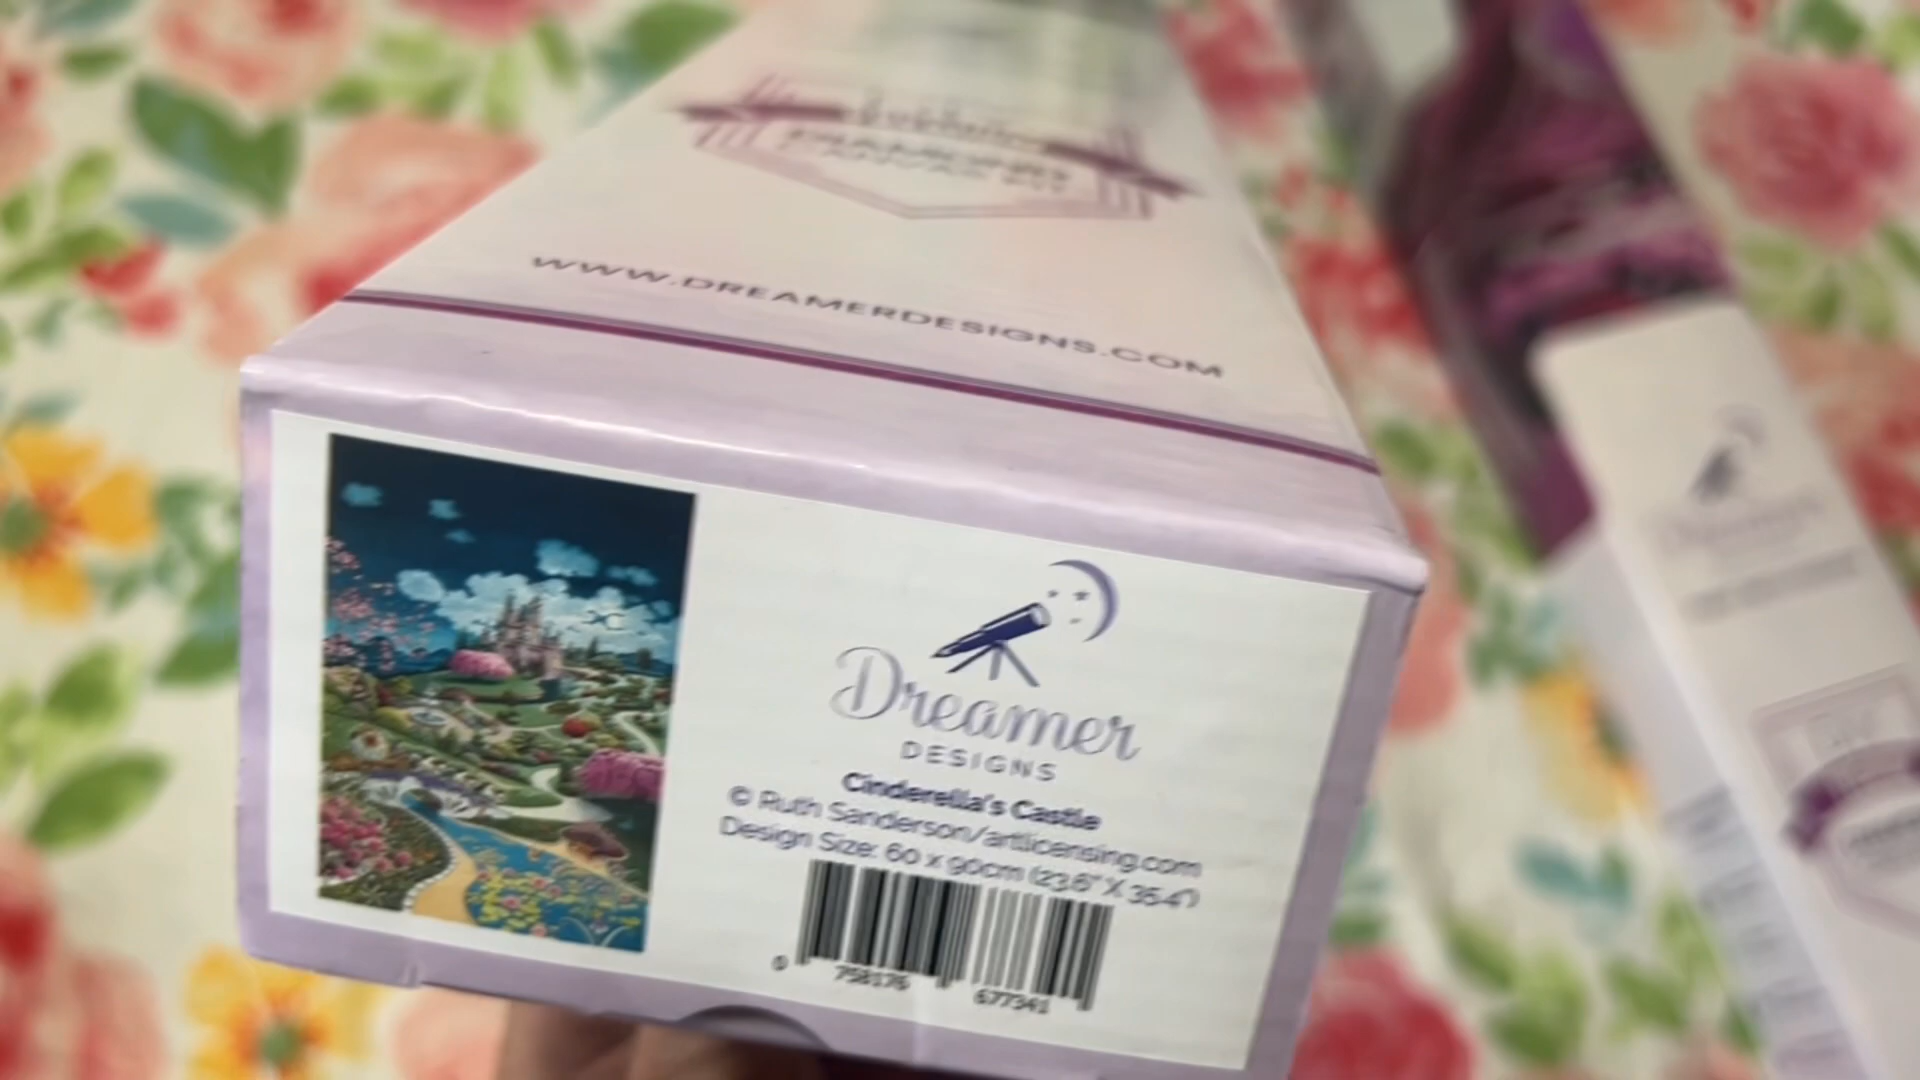 WWW.DREAMERDESIGNS.COM
Dreamer
DESIGNS
Cinderella's Castle
© Ruth Sanderson/artlicensing.com
Design Size: 60 x 90cm (23.6" X 35.4")
0 758176 677341